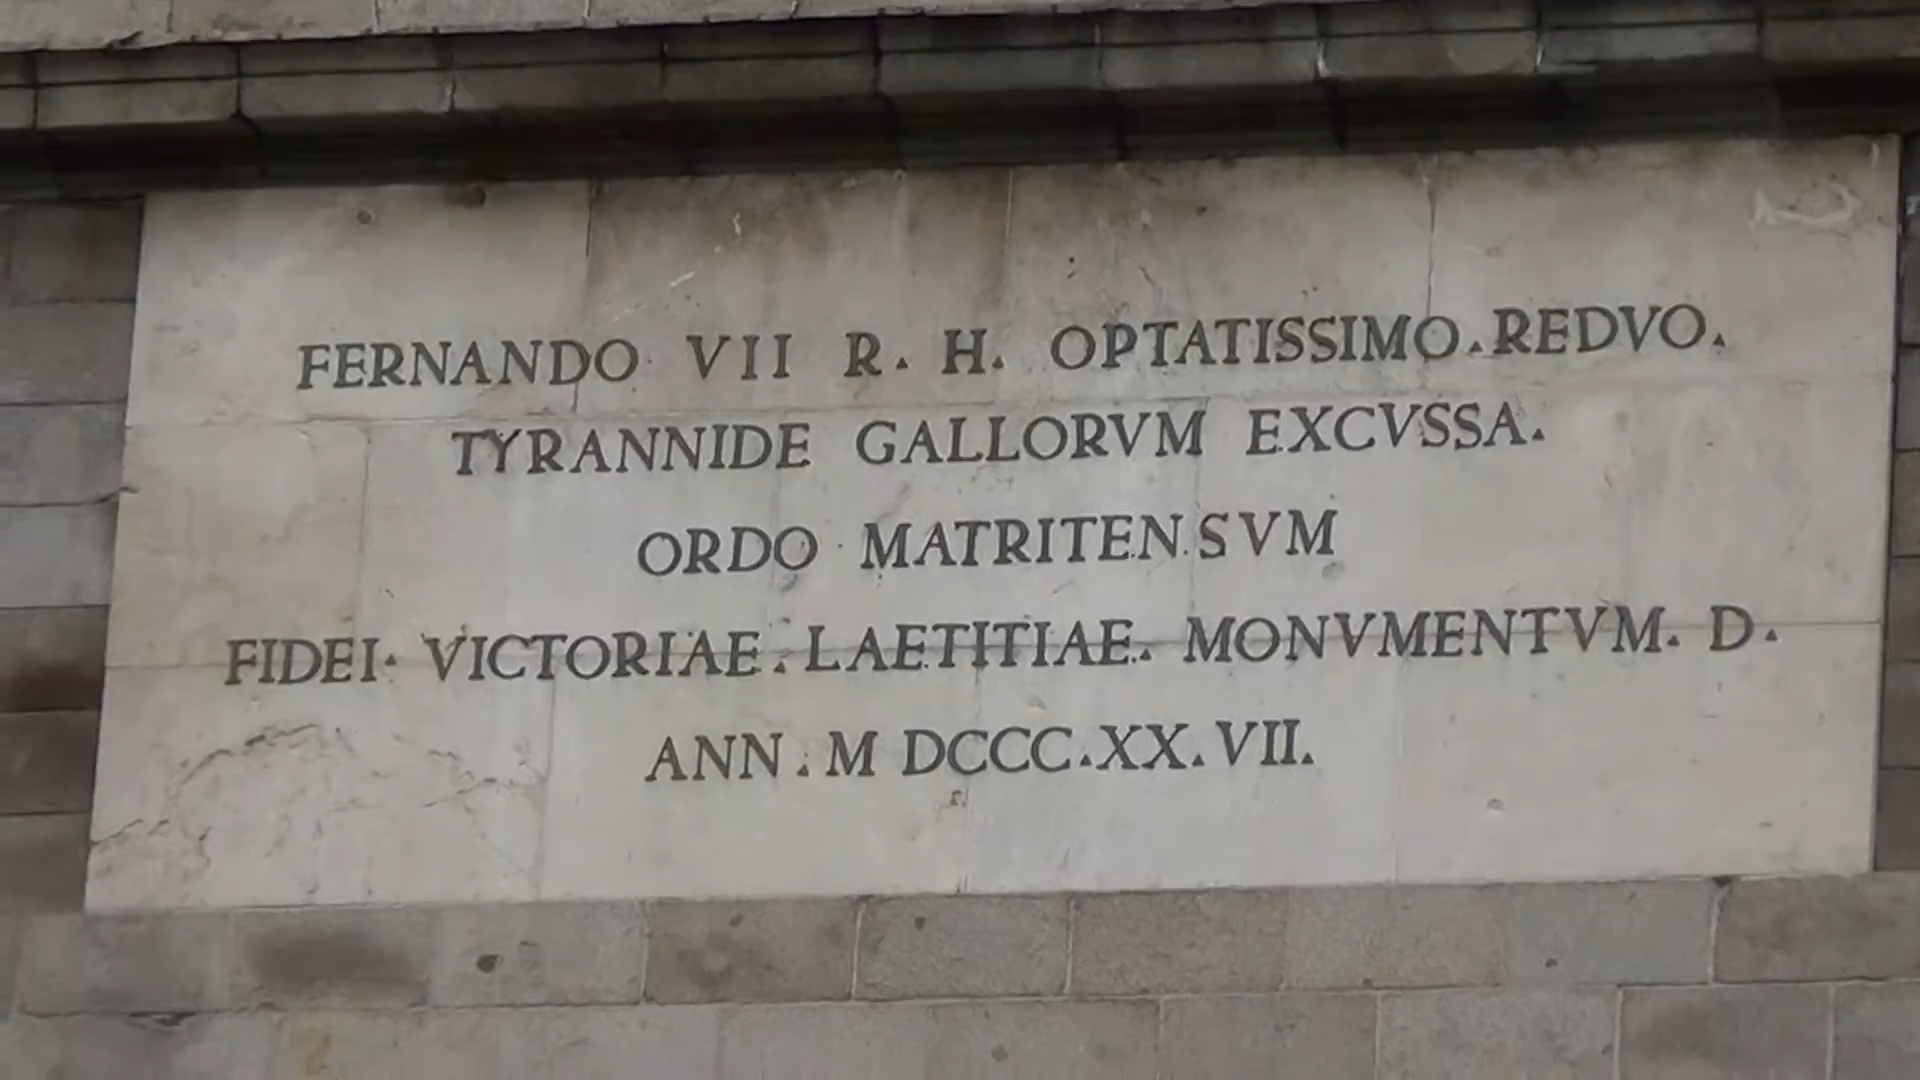 FERNANDO VII R. H. OPTATISSIMO. REDVO.
TYRANNIDE GALLORVM EXCVSSA.
ORDO · MATRITENSVM
FIDEI· VICTORIAE. LAETITIAE. MONVMENTVM. D.
ANN. M DCCC.XX.VII.